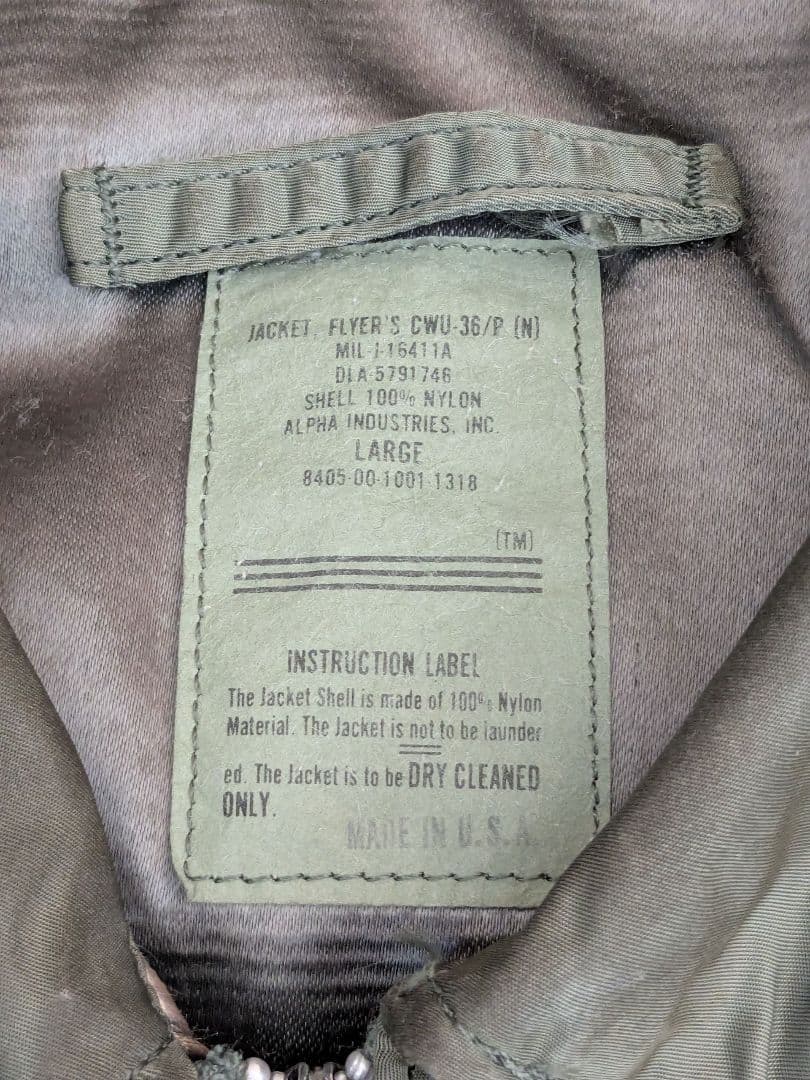 JACKET, FLYER'S CWU-36/P (N)
MIL-J-16411A
DLA-5791746
SHELL 100% NYLON
ALPHA INDUSTRIES, INC.
LARGE
8405-00-1001-1318
(TM)
INSTRUCTION LABEL
The Jacket Shell is made of 100% Nylon
Material. The Jacket is not to be launder
ed. The Jacket is to be DRY CLEANED
ONLY.
MADE IN U.S.A.